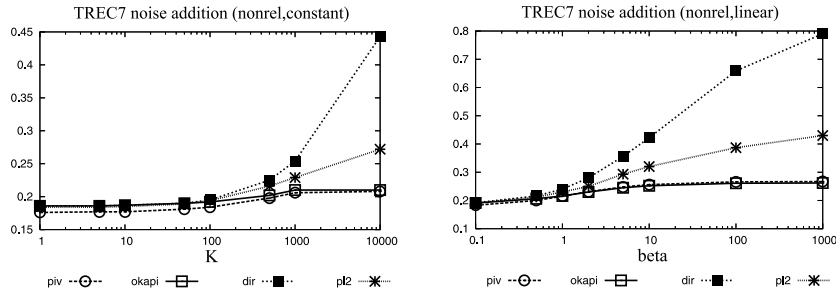 TREC7 noise addition (nonrel,constant)
0.45
0.4
0.35
0.3
0.25
0.2
0.15
1 10 100 1000 10000
K
piv okapi dir pl2
TREC7 noise addition (nonrel,linear)
0.8
0.7
0.6
0.5
0.4
0.3
0.2
0.1
0.1 1 10 100 1000
beta
piv okapi dir pl2